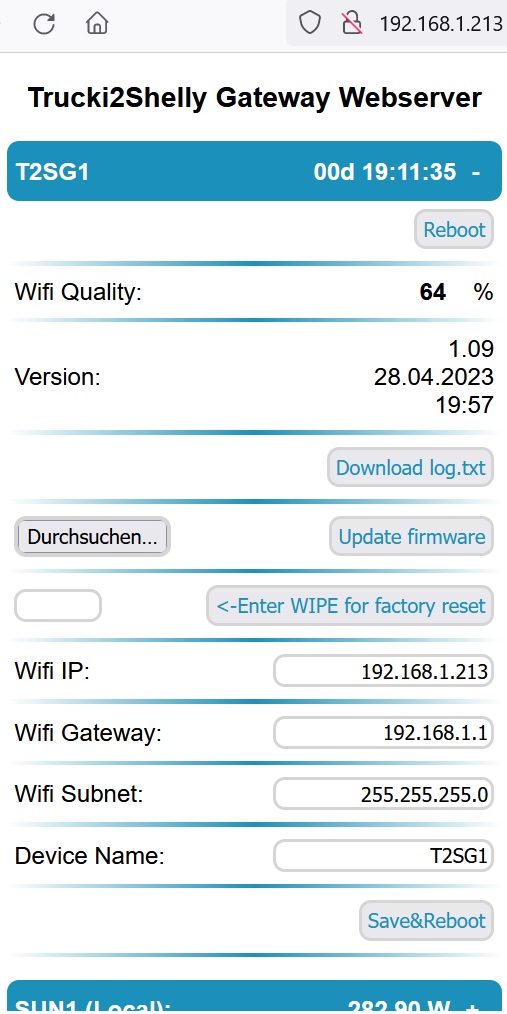 192.168.1.213
Trucki2Shelly Gateway Webserver
T2SG1 00d 19:11:35 -
Reboot
Wifi Quality: 64 %
1.09
Version: 28.04.2023
19:57
Download log.txt
Durchsuchen... Update firmware
<-Enter WIPE for factory reset
Wifi IP: 192.168.1.213
Wifi Gateway: 192.168.1.1
Wifi Subnet: 255.255.255.0
Device Name: T2SG1
Save&Reboot
SUN1 (Local): 282.90 W +